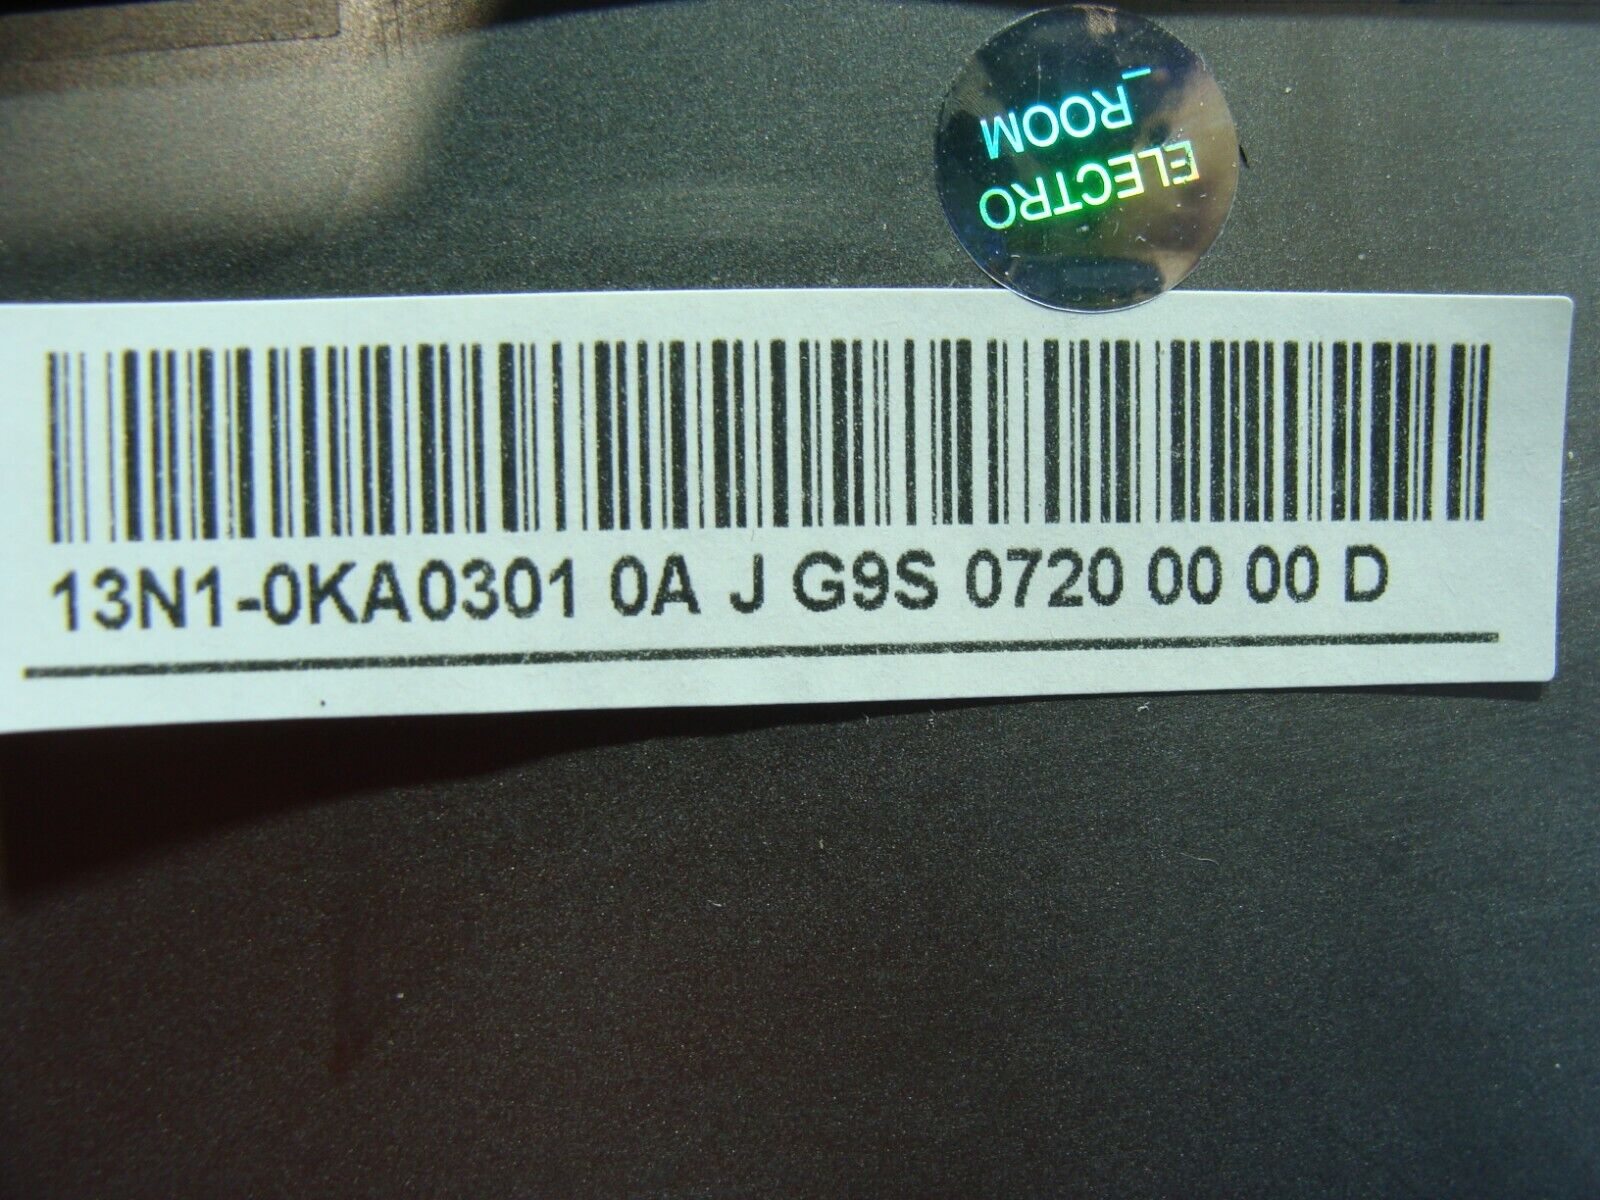 ELECTRO
_ROOM
13N1-0KA0301 0A J G9S 0720 00 00 D